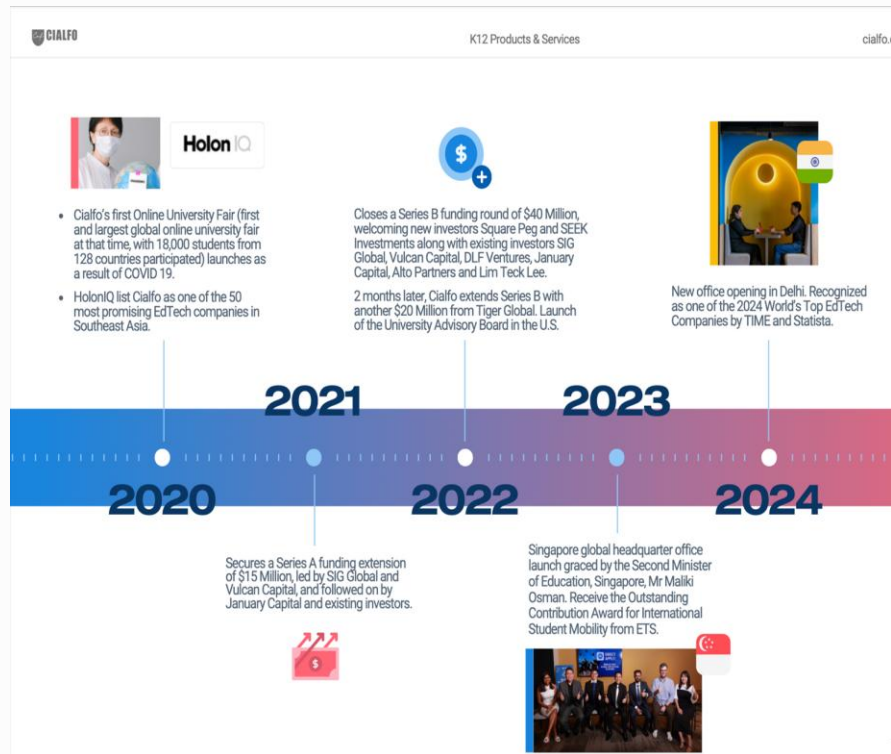 CIALFO
K12 Products & Services
cialfo.
Holon IQ
• Cialfo's first Online University Fair (first
and largest global online university fair
at that time, with 18,000 students from
128 countries participated) launches as
a result of COVID 19.
• HolonIQ list Cialfo as one of the 50
most promising EdTech companies in
Southeast Asia.
Closes a Series B funding round of $40 Million,
welcoming new investors Square Peg and SEEK
Investments along with existing investors SIG
Global, Vulcan Capital, DLF Ventures, January
Capital, Alto Partners and Lim Teck Lee.
2 months later, Cialfo extends Series B with
another $20 Million from Tiger Global. Launch
of the University Advisory Board in the U.S.
New office opening in Delhi. Recognized
as one of the 2024 World's Top EdTech
Companies by TIME and Statista.
2021
2023
2020
2022
2024
Secures a Series A funding extension
of $15 Million, led by SIG Global and
Vulcan Capital, and followed on by
January Capital and existing investors.
Singapore global headquarter office
launch graced by the Second Minister
of Education, Singapore, Mr Maliki
Osman. Receive the Outstanding
Contribution Award for International
Student Mobility from ETS.